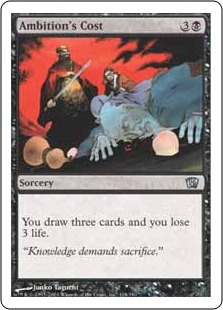 Ambition's Cost 3
Sorcery
You draw three cards and you lose
3 life.
"Knowledge demands sacrifice."
Junko Taguchi